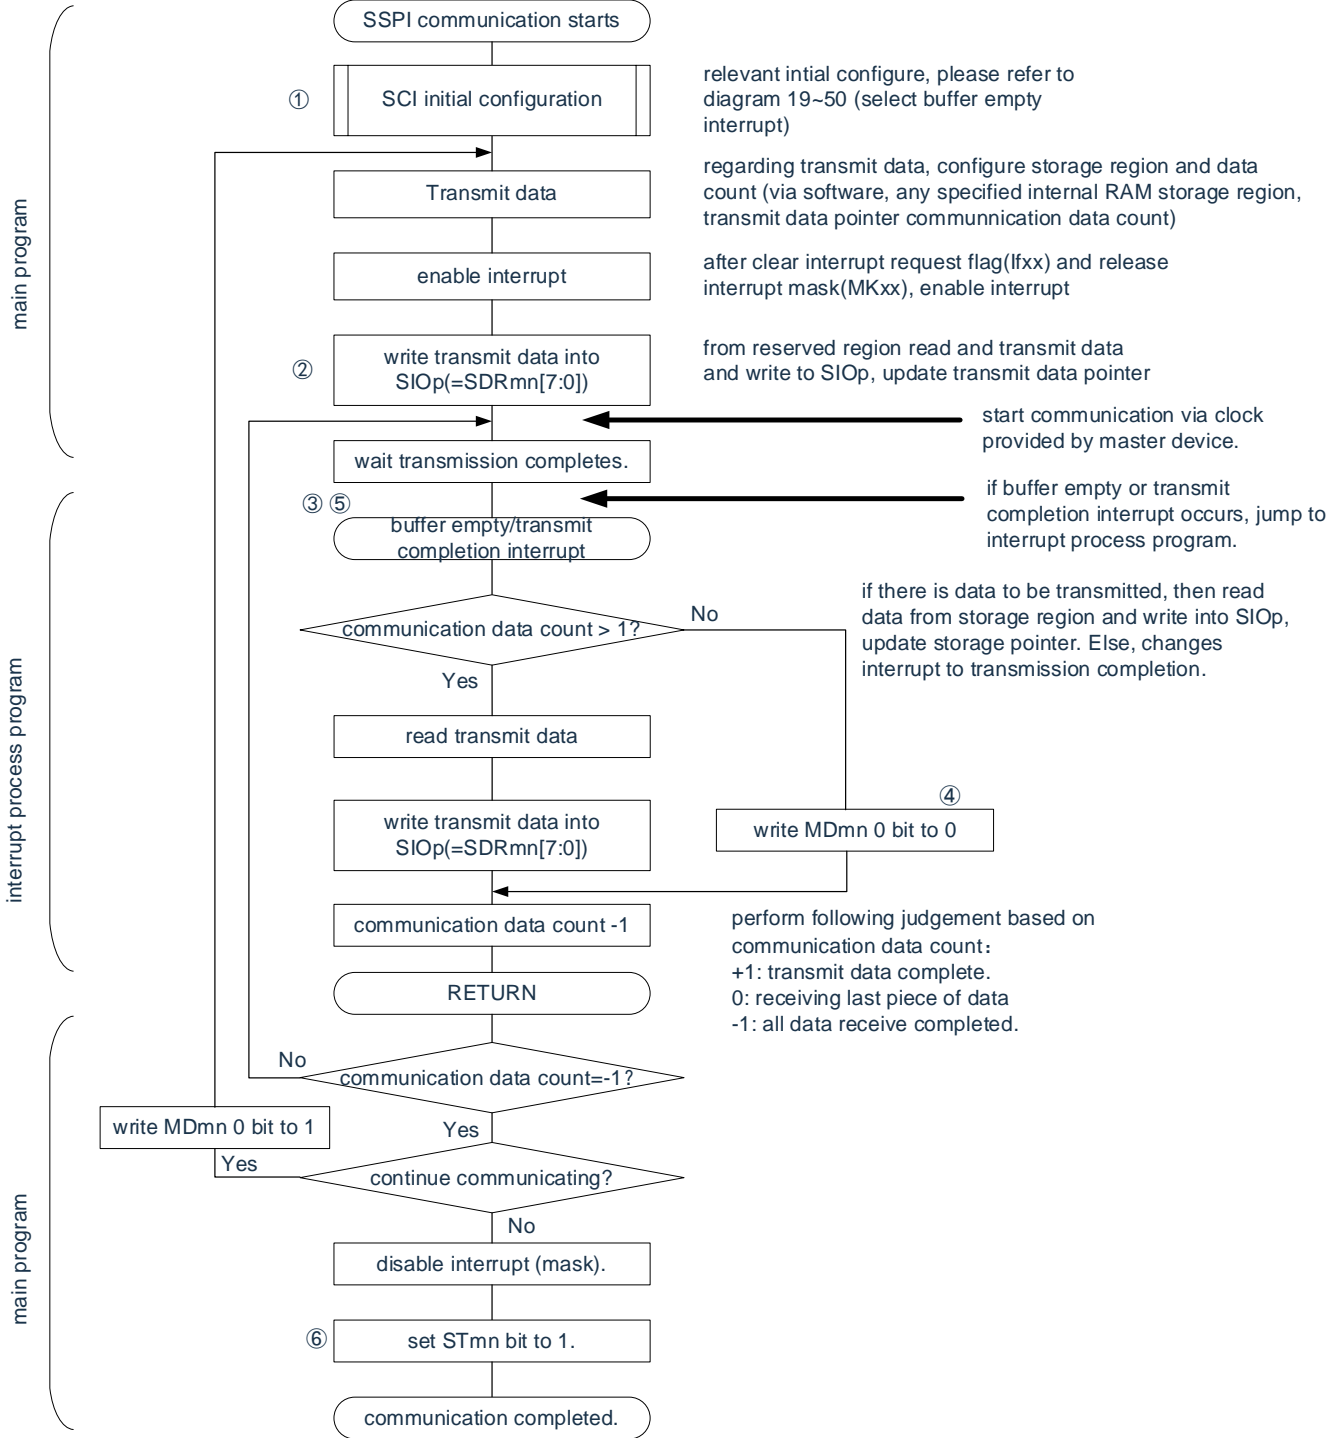 SSPI communication starts
①
SCI initial configuration
relevant intial configure, please refer to
diagram 19~50 (select buffer empty
interrupt)
Transmit data
regarding transmit data, configure storage region and data
count (via software, any specified internal RAM storage region,
transmit data pointer communnication data count)
main program
enable interrupt
after clear interrupt request flag(Ifxx) and release
interrupt mask(MKxx), enable interrupt
②
write transmit data into
SIOp(=SDRmn[7:0])
from reserved region read and transmit data
and write to SIOp, update transmit data pointer
start communication via clock
provided by master device.
wait transmission completes.
③ ⑤
buffer empty/transmit
completion interrupt
if buffer empty or transmit
completion interrupt occurs, jump to
interrupt process program.
communication data count > 1?
No
Yes
if there is data to be transmitted, then read
data from storage region and write into SIOp,
update storage pointer. Else, changes
interrupt to transmission completion.
interrupt process program
read transmit data
write transmit data into
SIOp(=SDRmn[7:0])
④
write MDmn 0 bit to 0
communication data count -1
perform following judgement based on
communication data count：
+1: transmit data complete.
0: receiving last piece of data
-1: all data receive completed.
RETURN
No
communication data count=-1?
Yes
write MDmn 0 bit to 1
Yes
continue communicating?
No
main program
disable interrupt (mask).
⑥
set STmn bit to 1.
communication completed.